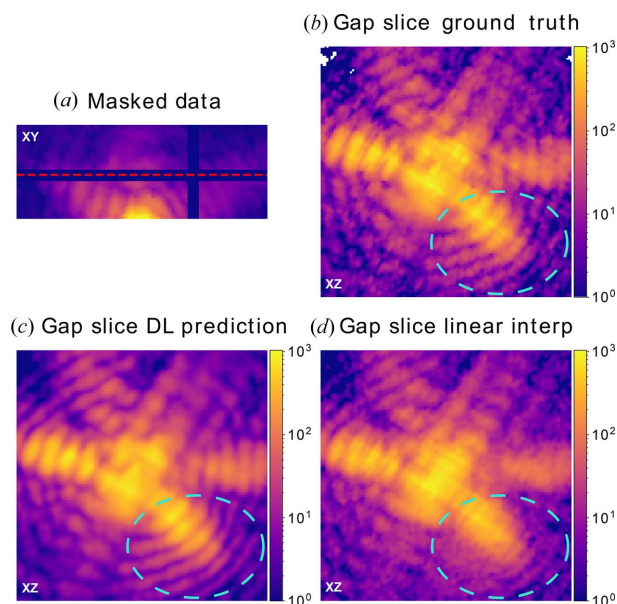 (b) Gap slice ground truth
(a) Masked data
XY
XZ
10³
10²
10¹
10⁰
(c) Gap slice DL prediction
(d) Gap slice linear interp
XZ
10³
10²
10¹
10⁰
XZ
10³
10²
10¹
10⁰